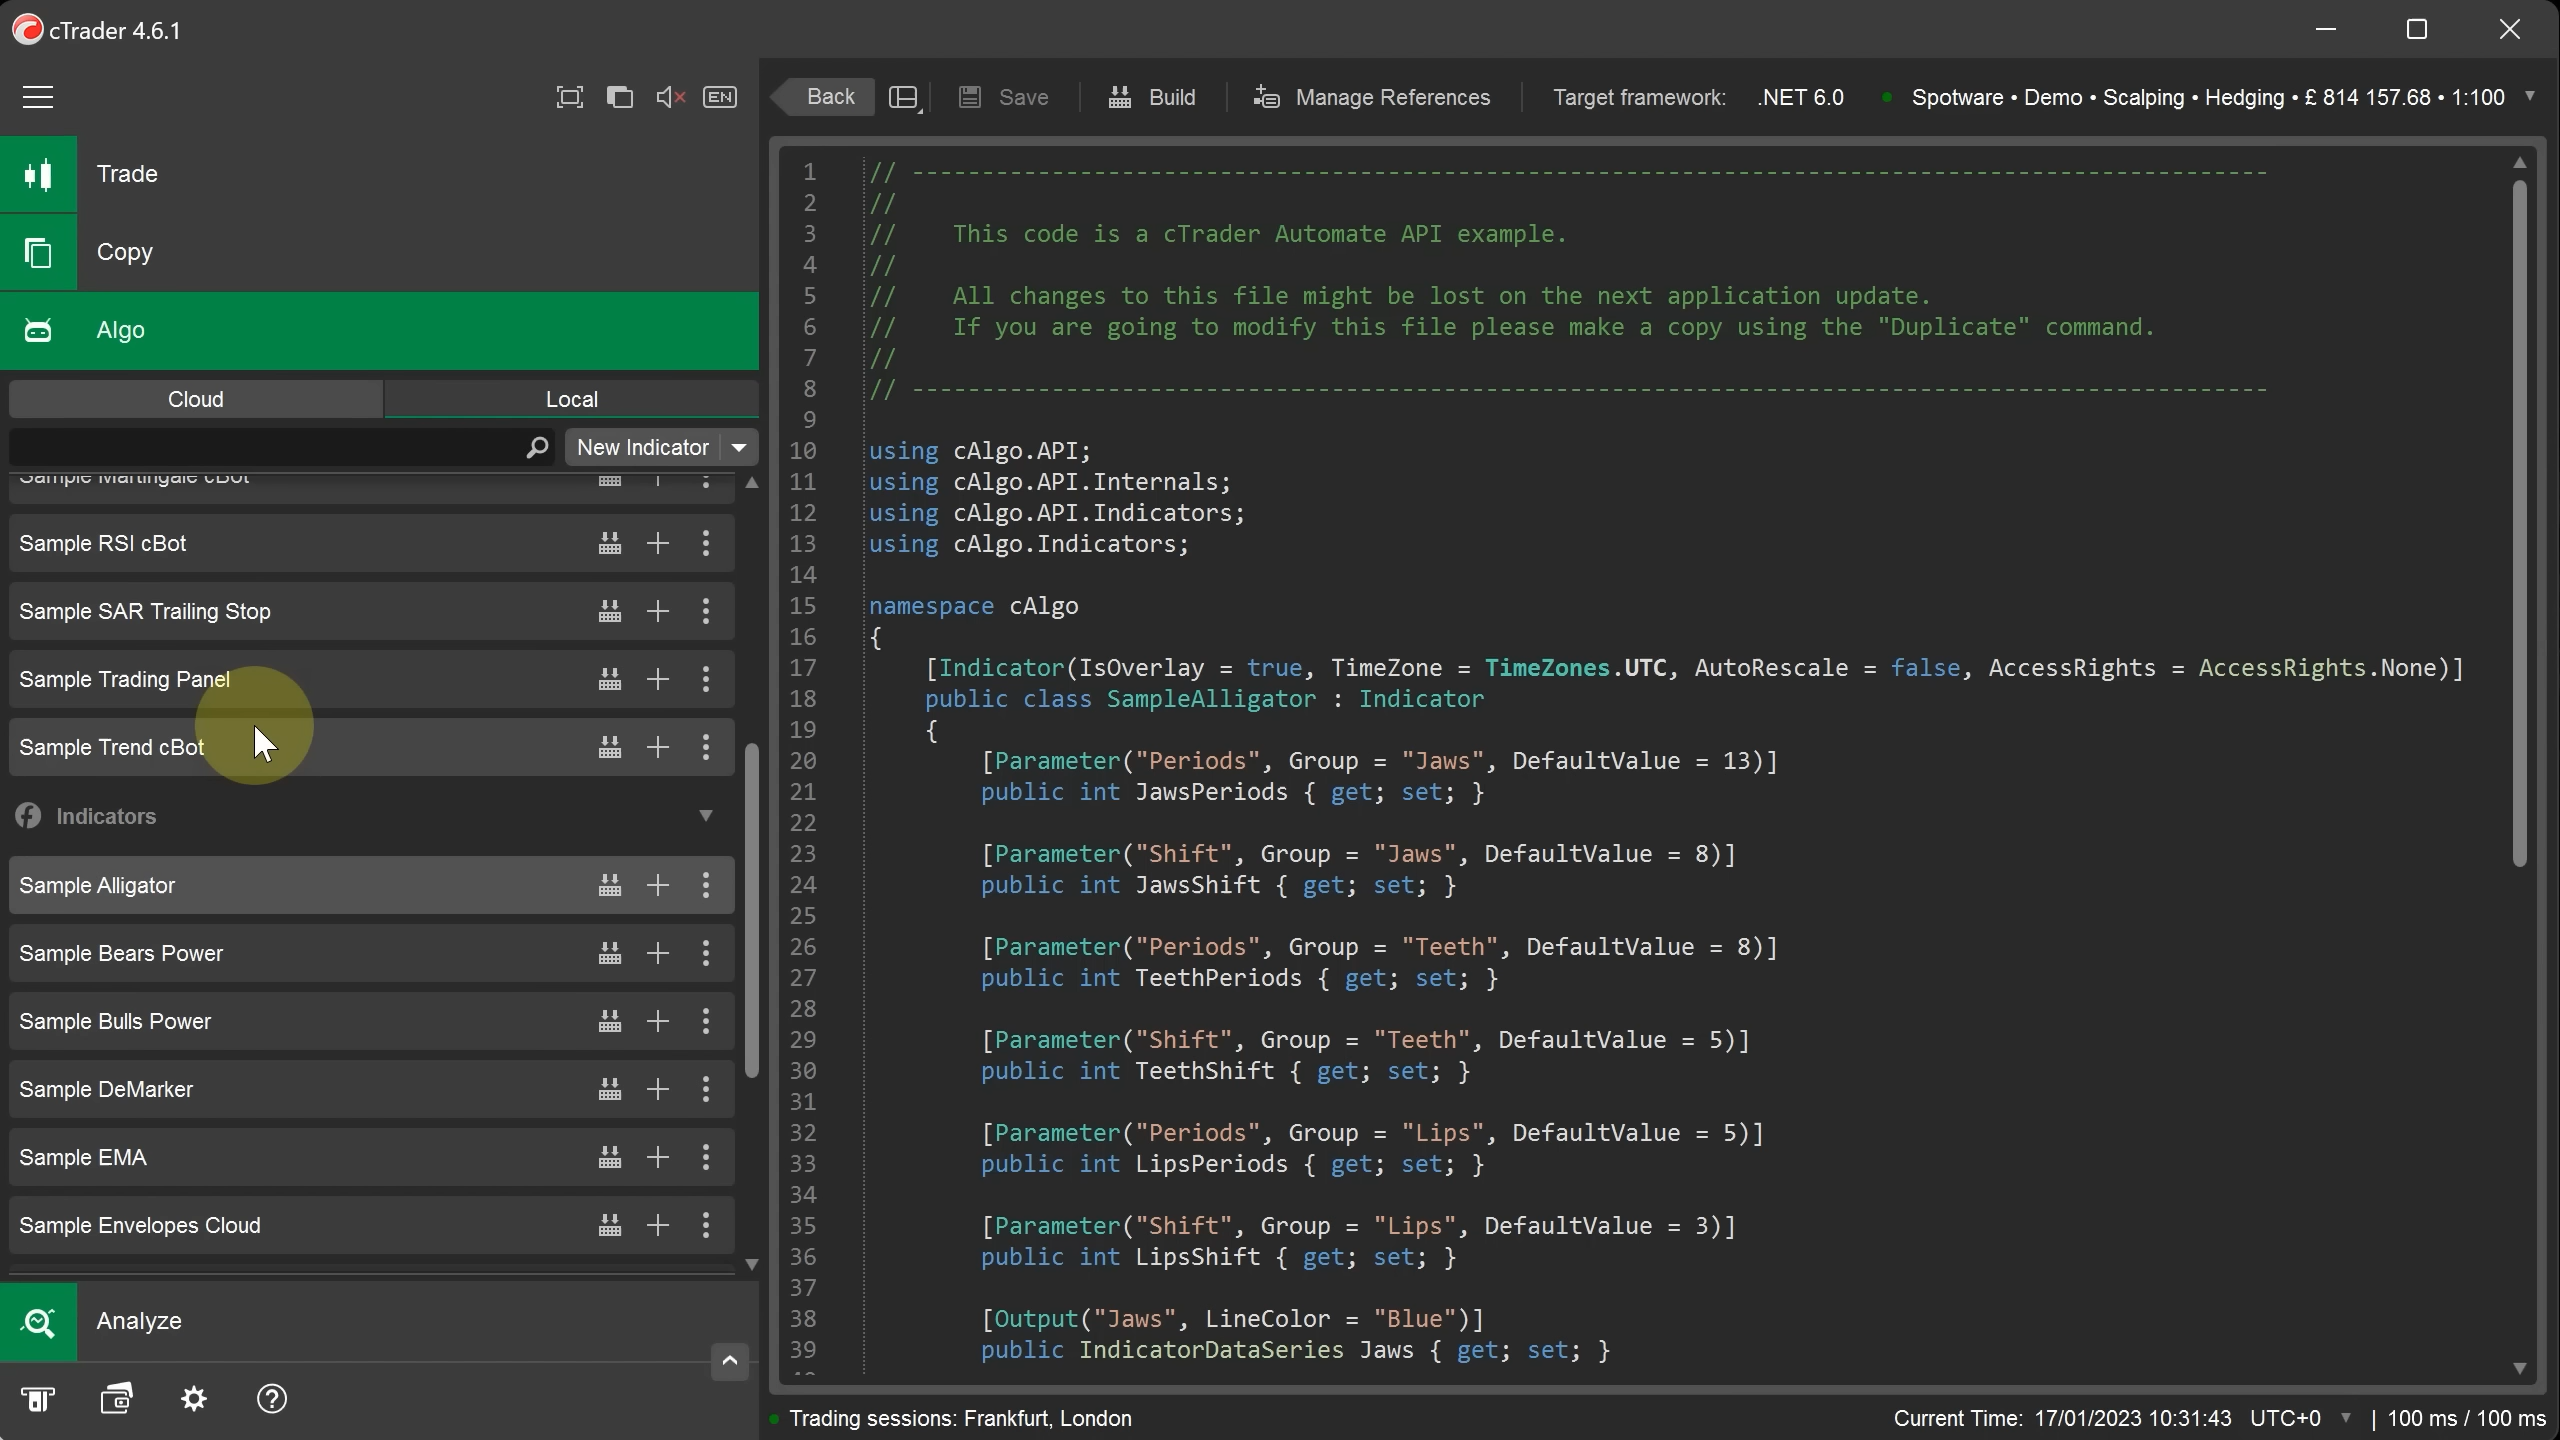 cTrader 4.6.1
EN
Back
Save
Build
Manage References
Target framework: .NET 6.0
Spotware • Demo • Scalping • Hedging • £ 814 157.68 • 1:100
Trade
Copy
Algo
Cloud
Local
New Indicator
Sample Martingale cBot
Sample RSI cBot
Sample SAR Trailing Stop
Sample Trading Panel
Sample Trend cBot
Indicators
Sample Alligator
Sample Bears Power
Sample Bulls Power
Sample DeMarker
Sample EMA
Sample Envelopes Cloud
Analyze
1 // -------------------------------------------------------------------------------------------------
2 //
3 // This code is a cTrader Automate API example.
4 //
5 // All changes to this file might be lost on the next application update.
6 // If you are going to modify this file please make a copy using the "Duplicate" command.
7 //
8 // -------------------------------------------------------------------------------------------------
9
10 using cAlgo.API;
11 using cAlgo.API.Internals;
12 using cAlgo.API.Indicators;
13 using cAlgo.Indicators;
14
15 namespace cAlgo
16 {
17 [Indicator(IsOverlay = true, TimeZone = TimeZones.UTC, AutoRescale = false, AccessRights = AccessRights.None)]
18 public class SampleAlligator : Indicator
19 {
20 [Parameter("Periods", Group = "Jaws", DefaultValue = 13)]
21 public int JawsPeriods { get; set; }
22
23 [Parameter("Shift", Group = "Jaws", DefaultValue = 8)]
24 public int JawsShift { get; set; }
25
26 [Parameter("Periods", Group = "Teeth", DefaultValue = 8)]
27 public int TeethPeriods { get; set; }
28
29 [Parameter("Shift", Group = "Teeth", DefaultValue = 5)]
30 public int TeethShift { get; set; }
31
32 [Parameter("Periods", Group = "Lips", DefaultValue = 5)]
33 public int LipsPeriods { get; set; }
34
35 [Parameter("Shift", Group = "Lips", DefaultValue = 3)]
36 public int LipsShift { get; set; }
37
38 [Output("Jaws", LineColor = "Blue")]
39 public IndicatorDataSeries Jaws { get; set; }
Trading sessions: Frankfurt, London
Current Time: 17/01/2023 10:31:43 UTC+0 | 100 ms / 100 ms